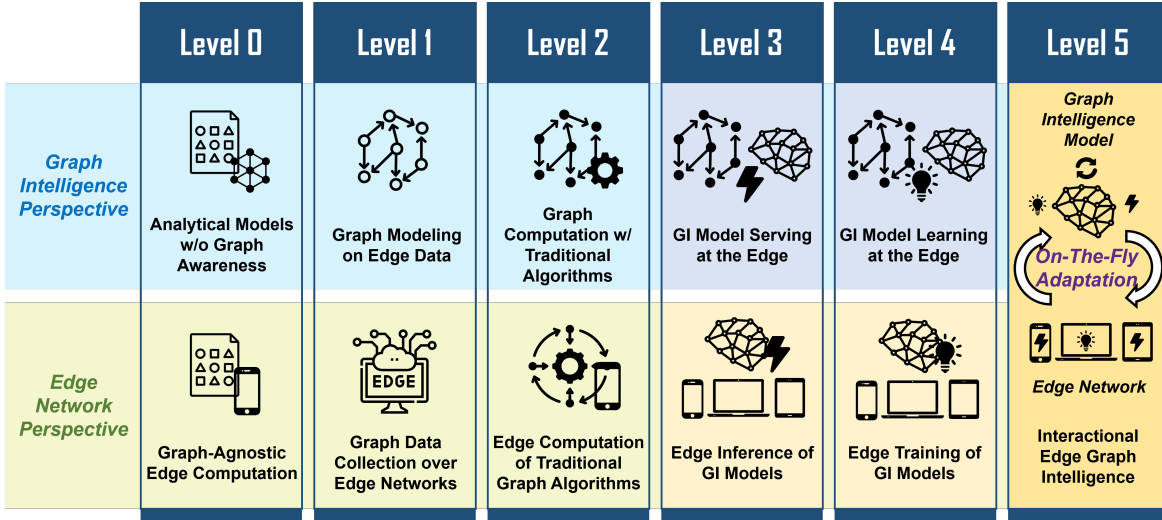 Level 0
Level 1
Level 2
Level 3
Level 4
Level 5
Graph
Intelligence
Perspective
Analytical Models
w/o Graph
Awareness
Graph Modeling
on Edge Data
Graph
Computation w/
Traditional
Algorithms
GI Model Serving
at the Edge
GI Model Learning
at the Edge
Graph
Intelligence
Model
On-The-Fly
Adaptation
Edge
Network
Perspective
Graph-Agnostic
Edge Computation
EDGE
Graph Data
Collection over
Edge Networks
Edge Computation
of Traditional
Graph Algorithms
Edge Inference of
GI Models
Edge Training of
GI Models
Edge Network
Interactional
Edge Graph
Intelligence